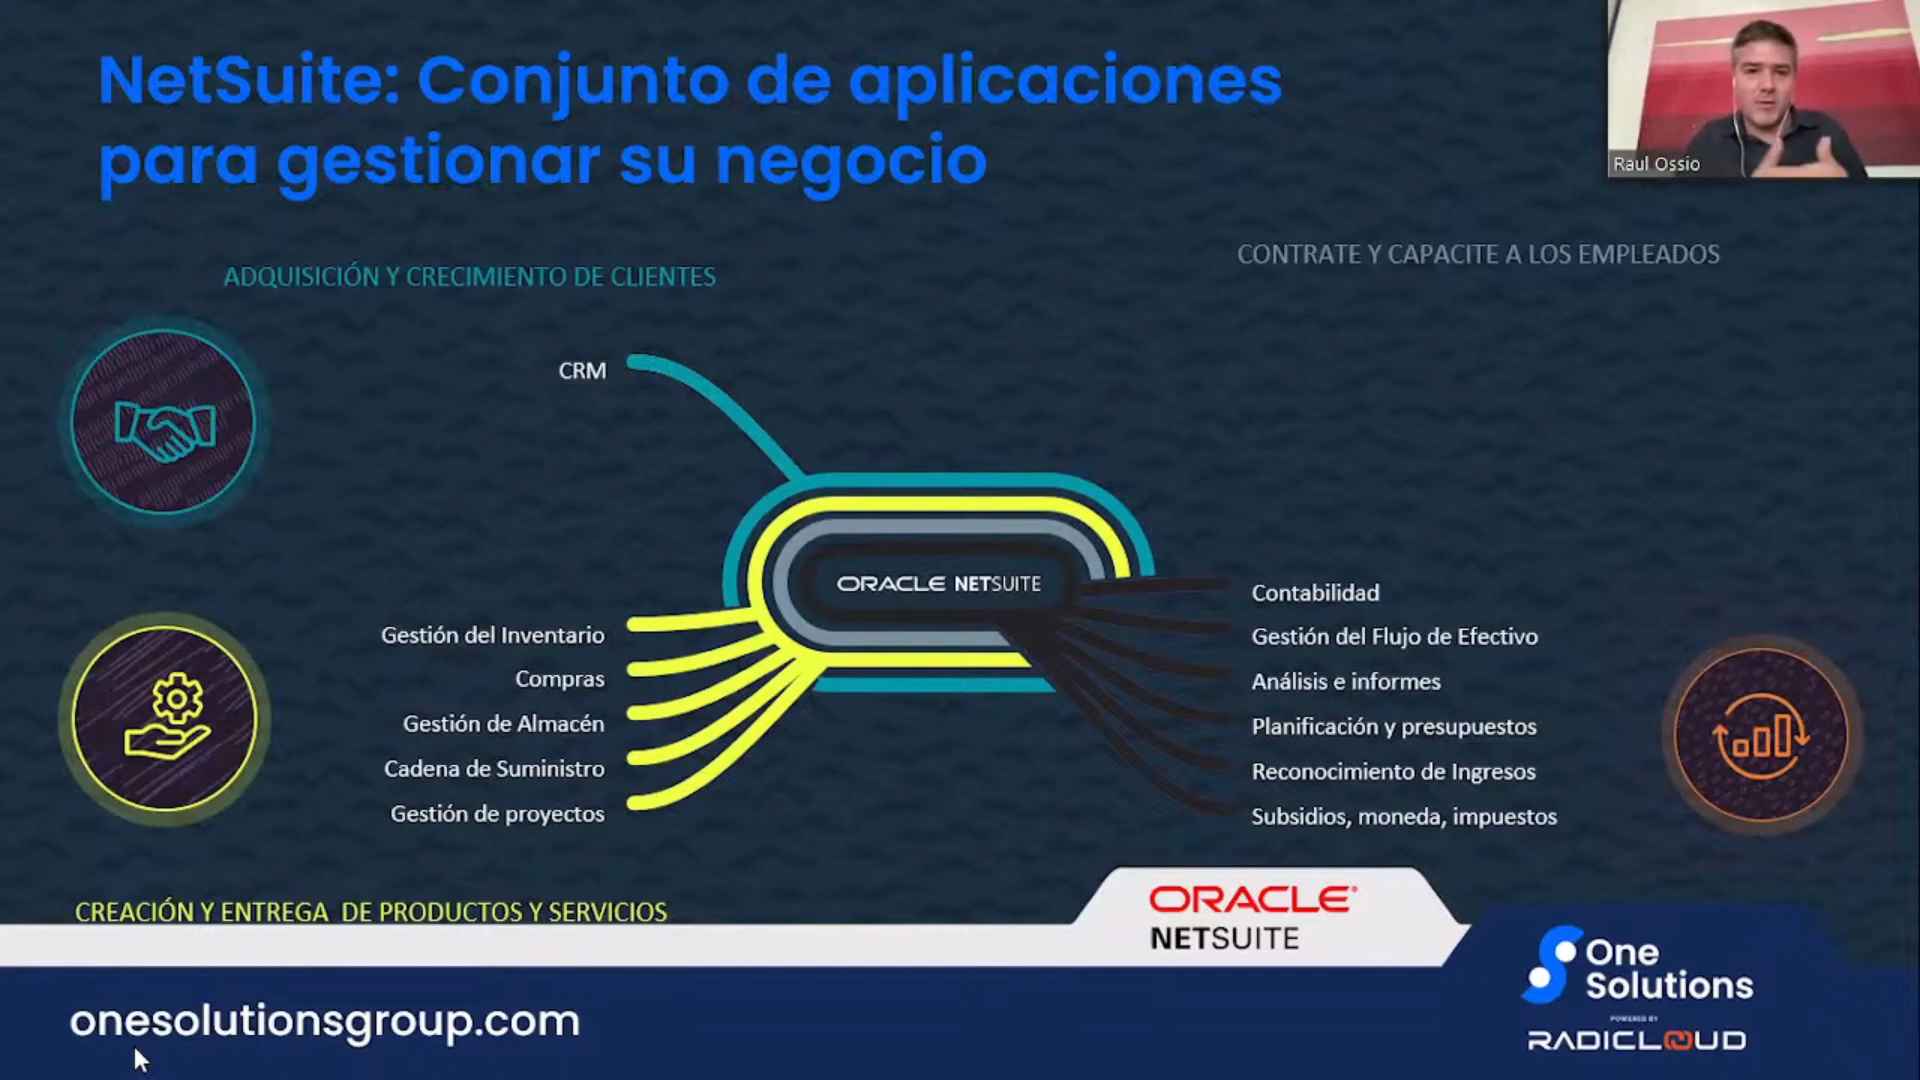 NetSuite: Conjunto de aplicaciones
para gestionar su negocio
Raul Ossio
ADQUISICIÓN Y CRECIMIENTO DE CLIENTES
CONTRATE Y CAPACITE A LOS EMPLEADOS
CRM
ORACLE NETSUITE
Gestión del Inventario
Compras
Gestión de Almacén
Cadena de Suministro
Gestión de proyectos
Contabilidad
Gestión del Flujo de Efectivo
Análisis e informes
Planificación y presupuestos
Reconocimiento de Ingresos
Subsidios, moneda, impuestos
CREACIÓN Y ENTREGA DE PRODUCTOS Y SERVICIOS
ORACLE
NETSUITE
onesolutionsgroup.com
One
Solutions
POWERED BY
RADICLOUD